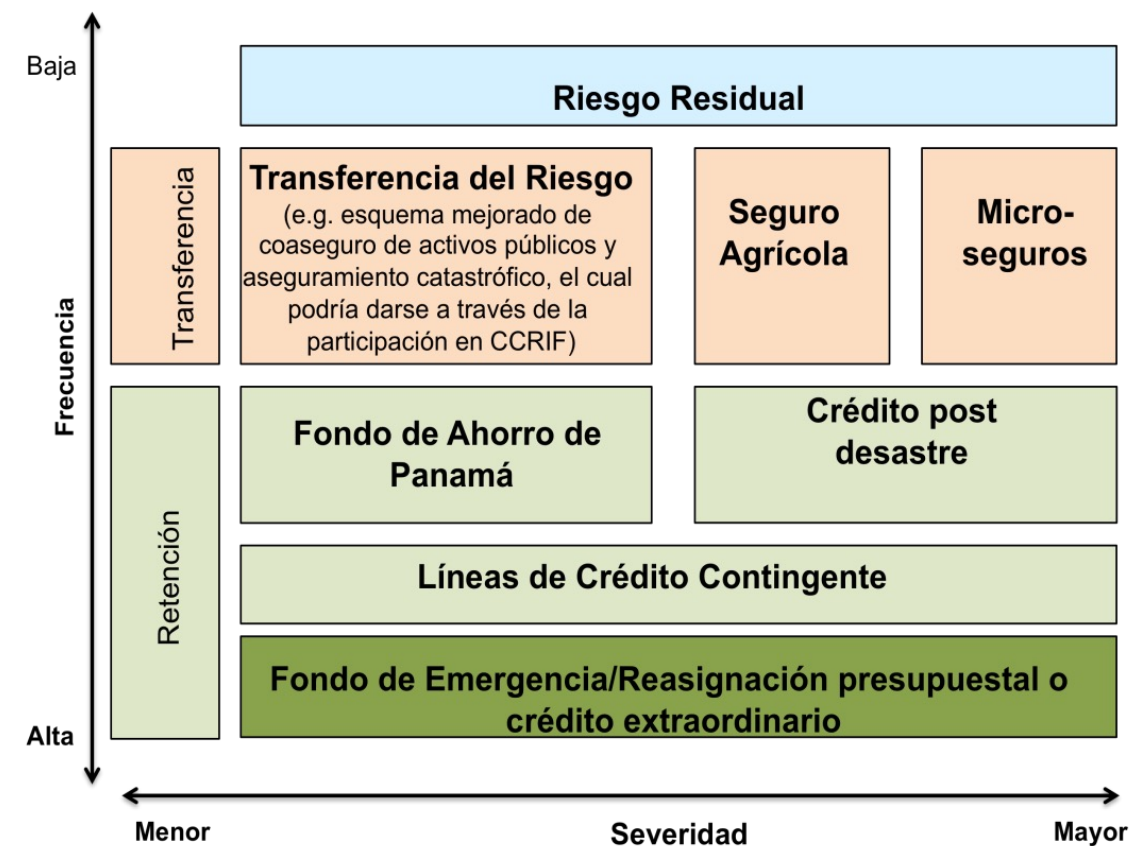 Baja
Riesgo Residual
Transferencia
Transferencia del Riesgo
(e.g. esquema mejorado de
coaseguro de activos públicos y
aseguramiento catastrófico, el cual
podría darse a través de la
participación en CCRIF)
Seguro
Agrícola
Micro-
seguros
Frecuencia
Retención
Fondo de Ahorro de
Panamá
Crédito post
desastre
Líneas de Crédito Contingente
Fondo de Emergencia/Reasignación presupuestal o
crédito extraordinario
Alta
Menor
Severidad
Mayor